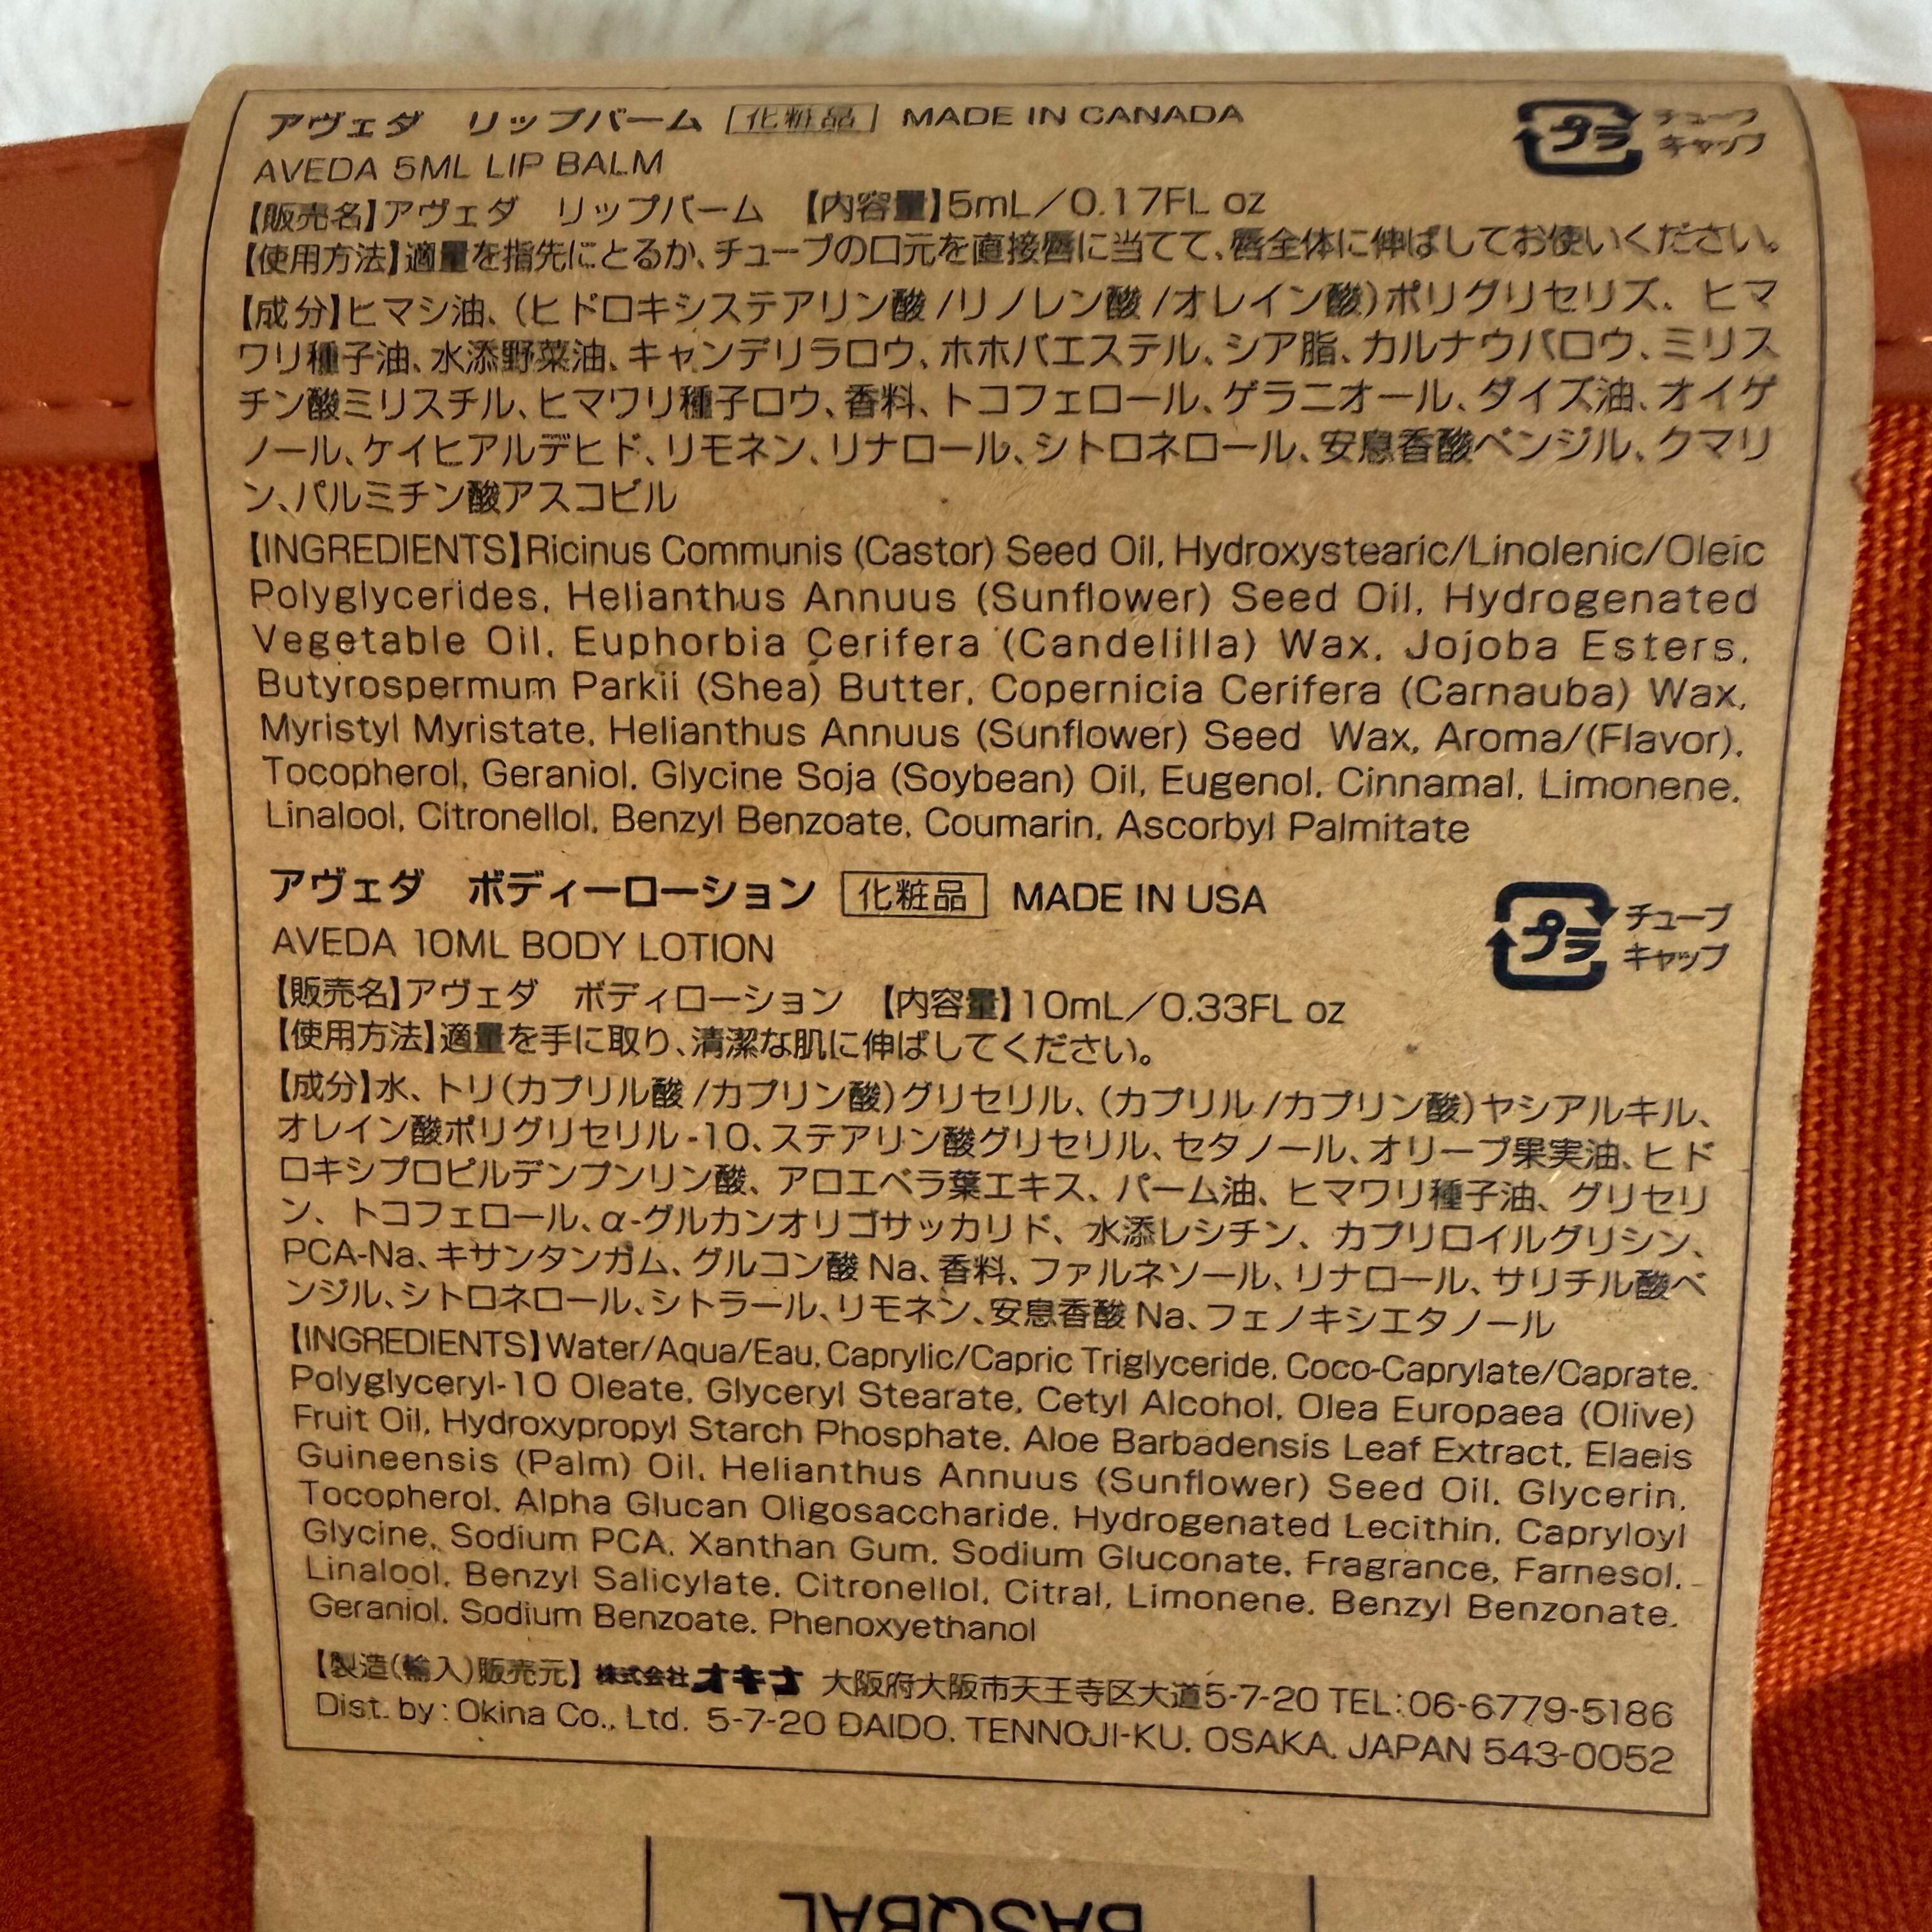 アヴェダ　リップバーム 化粧品 MADE IN CANADA
プラ チューブ
キャップ
AVEDA 5ML LIP BALM
【販売名】アヴェダ　リップバーム　【内容量】5mL／0.17FL oz
【使用方法】適量を指先にとるか、チューブの口元を直接唇に当てて、唇全体に伸ばしてお使いください。
【成分】ヒマシ油、（ヒドロキシステアリン酸/リノレン酸/オレイン酸）ポリグリセリズ、ヒマ
ワリ種子油、水添野菜油、キャンデリラロウ、ホホバエステル、シア脂、カルナウバロウ、ミリス
チン酸ミリスチル、ヒマワリ種子ロウ、香料、トコフェロール、ゲラニオール、ダイズ油、オイゲ
ノール、ケイヒアルデヒド、リモネン、リナロール、シトロネロール、安息香酸ベンジル、クマリ
ン、パルミチン酸アスコビル
【INGREDIENTS】Ricinus Communis (Castor) Seed Oil, Hydroxystearic/Linolenic/Oleic
Polyglycerides, Helianthus Annuus (Sunflower) Seed Oil, Hydrogenated
Vegetable Oil, Euphorbia Cerifera (Candelilla) Wax, Jojoba Esters,
Butyrospermum Parkii (Shea) Butter, Copernicia Cerifera (Carnauba) Wax,
Myristyl Myristate, Helianthus Annuus (Sunflower) Seed Wax, Aroma/(Flavor),
Tocopherol, Geraniol, Glycine Soja (Soybean) Oil, Eugenol, Cinnamal, Limonene,
Linalool, Citronellol, Benzyl Benzoate, Coumarin, Ascorbyl Palmitate
アヴェダ　ボディーローション 化粧品 MADE IN USA
プラ チューブ
キャップ
AVEDA 10ML BODY LOTION
【販売名】アヴェダ　ボディローション　【内容量】10mL／0.33FL oz
【使用方法】適量を手に取り、清潔な肌に伸ばしてください。
【成分】水、トリ（カプリル酸/カプリン酸）グリセリル、（カプリル/カプリン酸）ヤシアルキル、
オレイン酸ポリグリセリル-10、ステアリン酸グリセリル、セタノール、オリーブ果実油、ヒド
ロキシプロピルデンプンリン酸、アロエベラ葉エキス、パーム油、ヒマワリ種子油、グリセリ
ン、トコフェロール、α-グルカンオリゴサッカリド、水添レシチン、カプリロイルグリシン、
PCA-Na、キサンタンガム、グルコン酸Na、香料、ファルネソール、リナロール、サリチル酸ベ
ンジル、シトロネロール、シトラール、リモネン、安息香酸Na、フェノキシエタノール
【INGREDIENTS】Water/Aqua/Eau, Caprylic/Capric Triglyceride, Coco-Caprylate/Caprate,
Polyglyceryl-10 Oleate, Glyceryl Stearate, Cetyl Alcohol, Olea Europaea (Olive)
Fruit Oil, Hydroxypropyl Starch Phosphate, Aloe Barbadensis Leaf Extract, Elaeis
Guineensis (Palm) Oil, Helianthus Annuus (Sunflower) Seed Oil, Glycerin,
Tocopherol, Alpha Glucan Oligosaccharide, Hydrogenated Lecithin, Capryloyl
Glycine, Sodium PCA, Xanthan Gum, Sodium Gluconate, Fragrance, Farnesol,
Linalool, Benzyl Salicylate, Citronellol, Citral, Limonene, Benzyl Benzonate,
Geraniol, Sodium Benzoate, Phenoxyethanol
【製造(輸入)販売元】株式会社オキナ 大阪府大阪市天王寺区大道5-7-20 TEL:06-6779-5186
Dist. by : Okina Co., Ltd. 5-7-20 DAIDO, TENNOJI-KU, OSAKA, JAPAN 543-0052